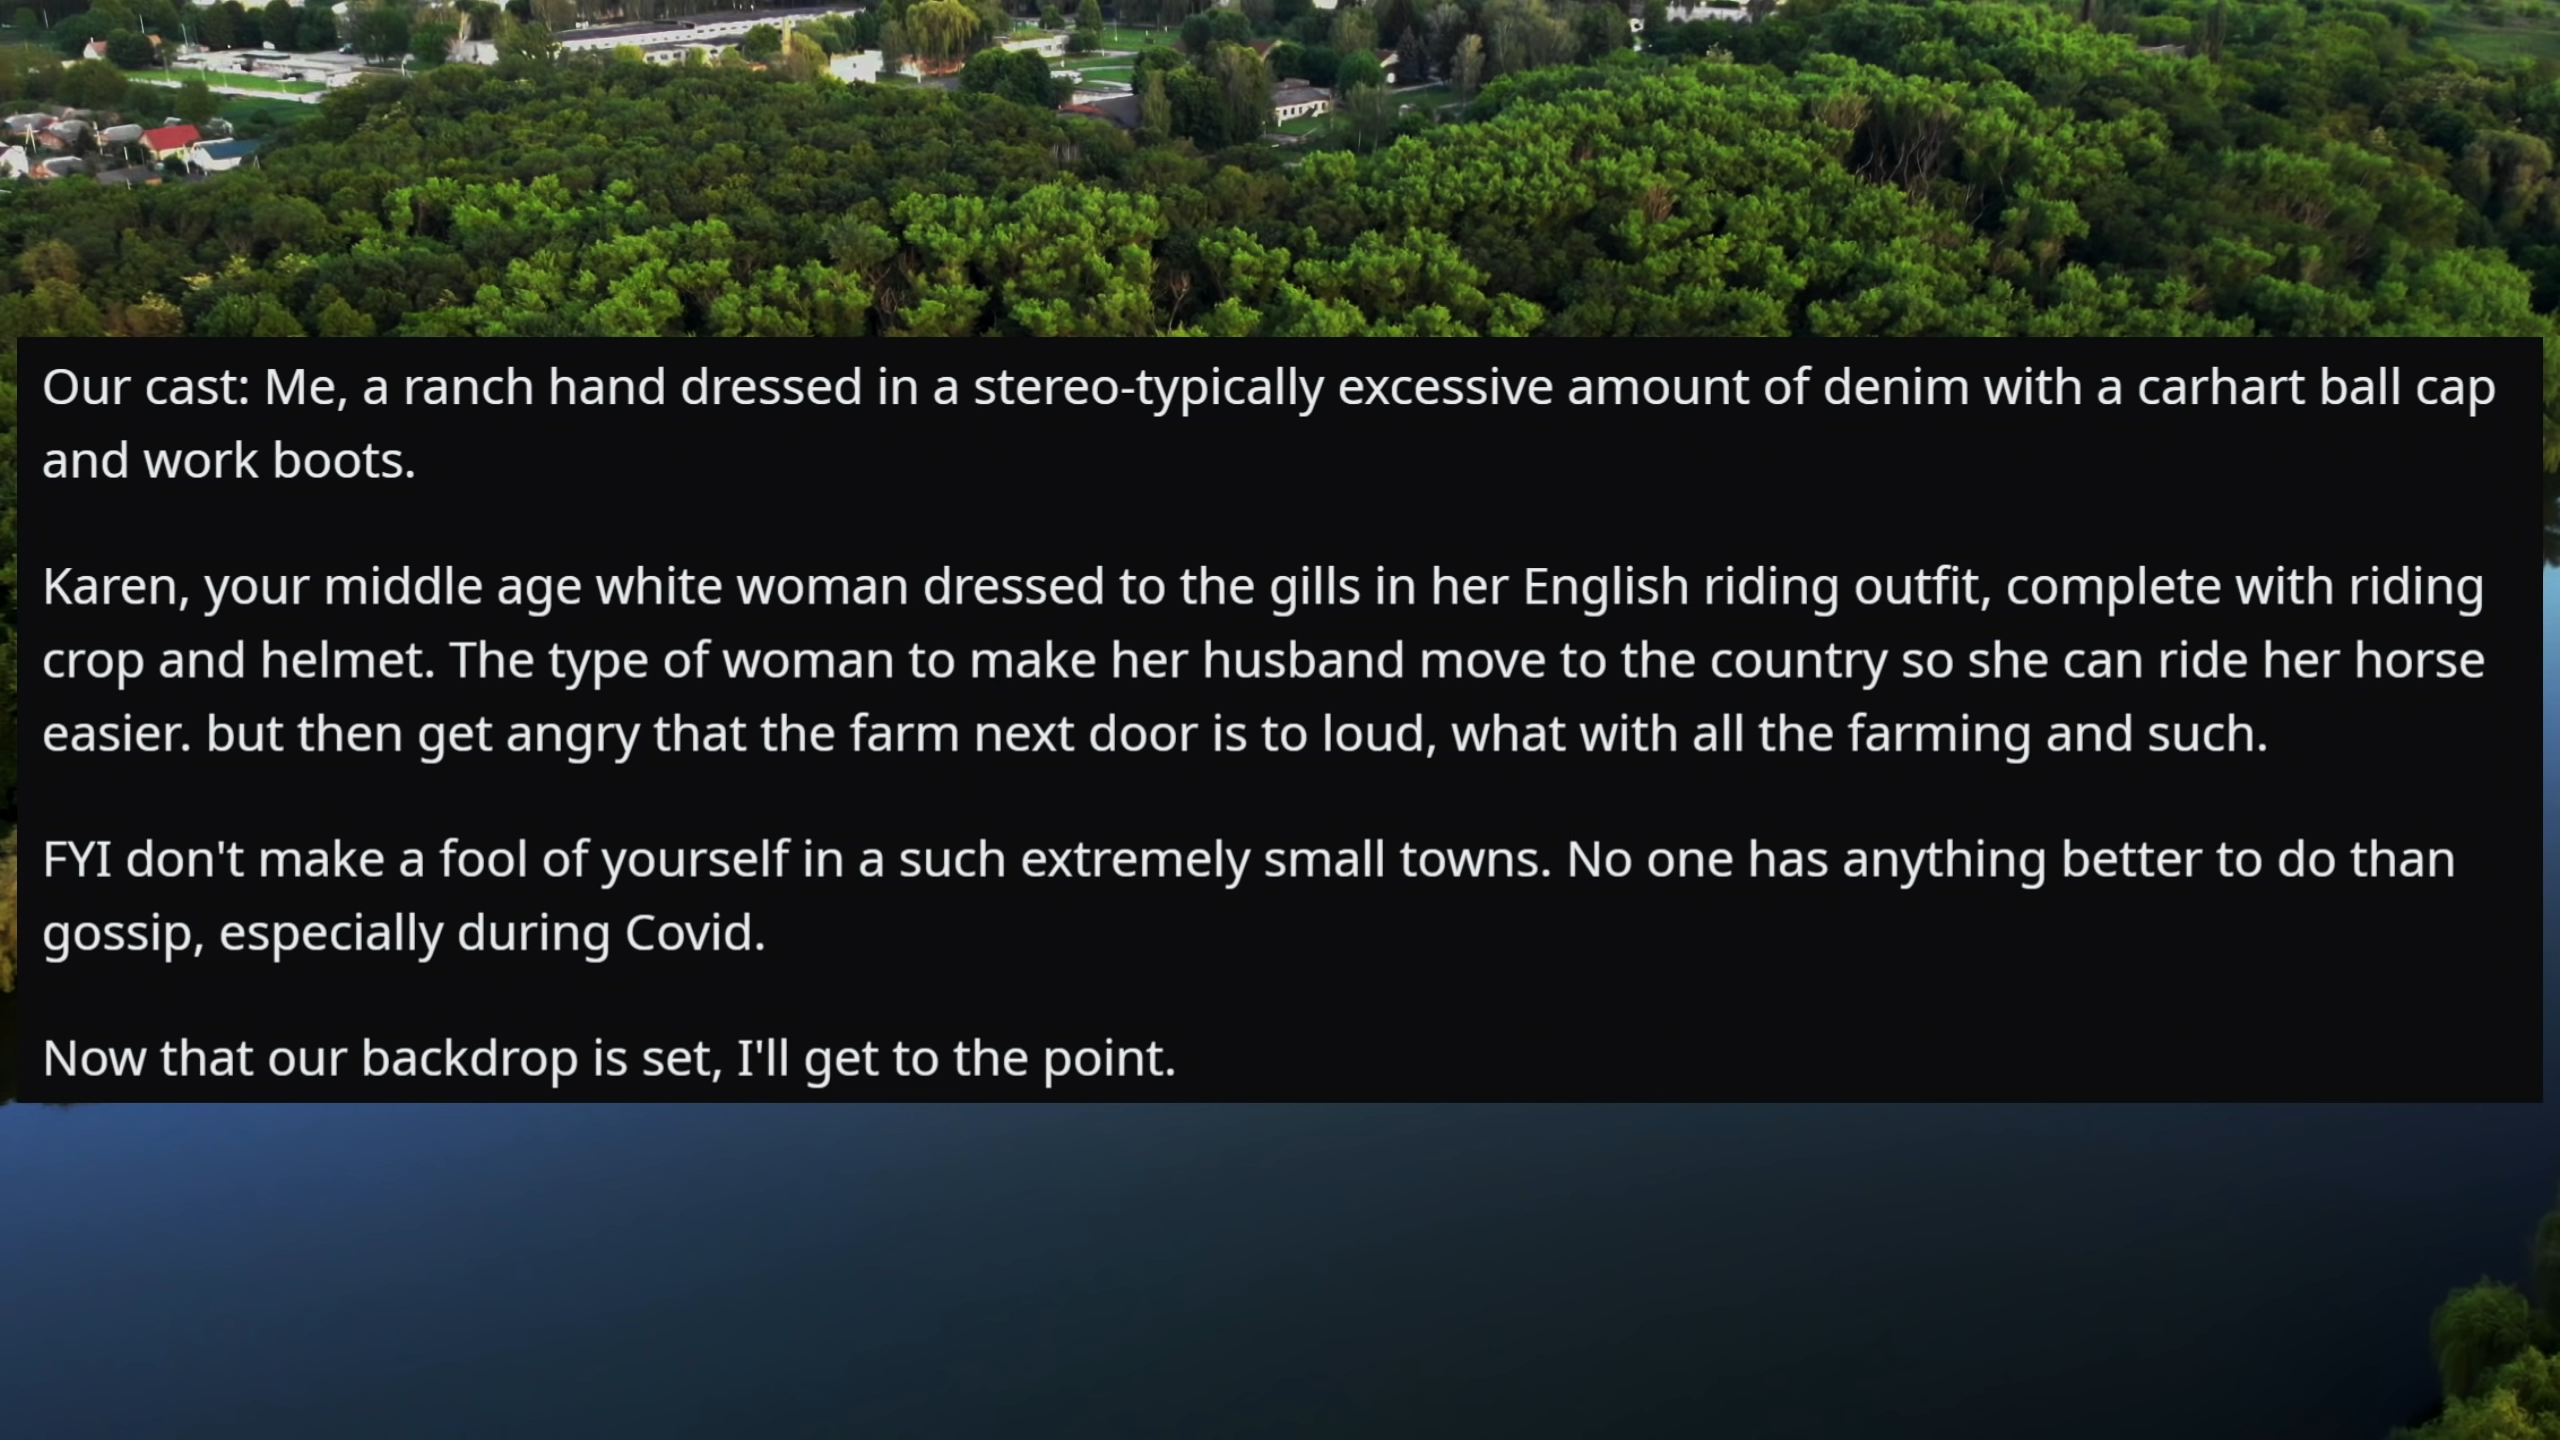 Our cast: Me, a ranch hand dressed in a stereo-typically excessive amount of denim with a carhart ball cap
and work boots.
Karen, your middle age white woman dressed to the gills in her English riding outfit, complete with riding
crop and helmet. The type of woman to make her husband move to the country so she can ride her horse
easier. but then get angry that the farm next door is to loud, what with all the farming and such.
FYI don't make a fool of yourself in a such extremely small towns. No one has anything better to do than
gossip, especially during Covid.
Now that our backdrop is set, I'll get to the point.